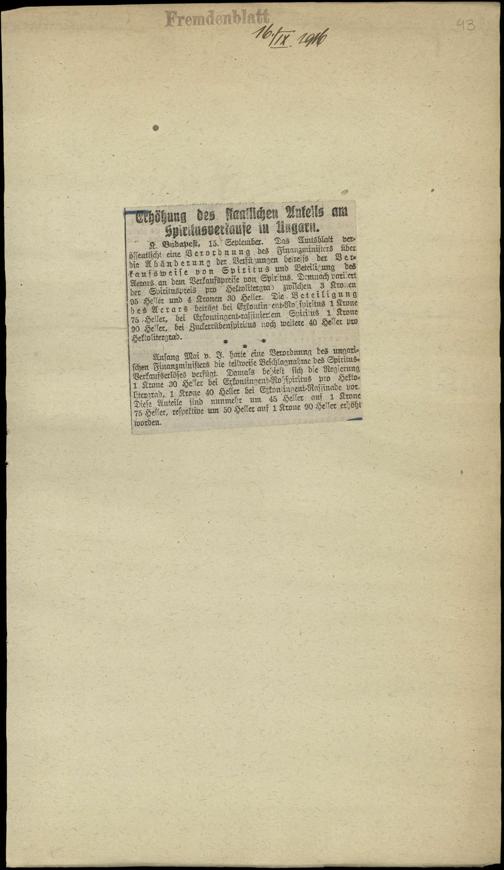 Fremdenblatt
16./IX. 1916
93
Erhöhung des staatlichen Anteils am
Spiritusverkaufe in Ungarn.
K. Budapest, 15. September. Das Amtsblatt ver-
öffentlicht eine Verordnung des Finanzministers über
die Abänderung der Verfügungen betreffs der Ver-
kaufsweise von Spiritus und Beteiligung des
Aerars an dem Verkaufspreise von Spiritus. Demnach variiert
der Spirituspreis pro Hektolitergrad zwischen 3 Kronen
95 Heller und 4 Kronen 30 Heller. Die Beteiligung
des Aerars beträgt bei Exkontingent-Rohspiritus 1 Krone
75 Heller, bei Exkontingent-raffiniertem Spiritus 1 Krone
90 Heller, bei Zuckerrübenspiritus noch weitere 40 Heller pro
Hektolitergrad.
* * *
Anfang Mai v. J. hatte eine Verordnung des ungari-
schen Finanzministers die teilweise Beschlagnahme des Spiritus-
Verkaufserlöses verfügt. Damals behielt sich die Regierung
1 Krone 30 Heller bei Exkontingent-Rohspiritus pro Hekto-
litergrad, 1 Krone 40 Heller bei Exkontingent-Raffinade vor.
Diese Anteile sind nunmehr um 45 Heller auf 1 Krone
75 Heller, respektive um 50 Heller auf 1 Krone 90 Heller erhöht
worden.